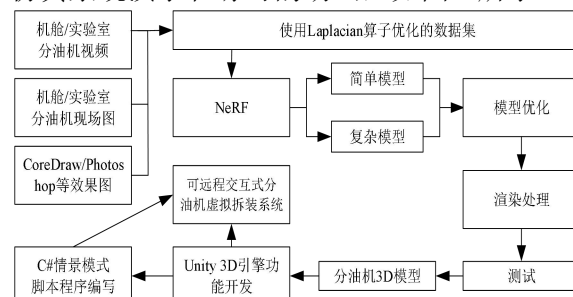 机舱/实验室
分油机视频
使用Laplacian算子优化的数据集
机舱/实验室
分油机现场图
NeRF
简单模型
复杂模型
模型优化
CoreDraw/Photos
hop等效果图
可远程交互式分
油机虚拟拆装系统
渲染处理
C#情景模式
脚本程序编写
Unity 3D引擎功
能开发
分油机3D模型
测试